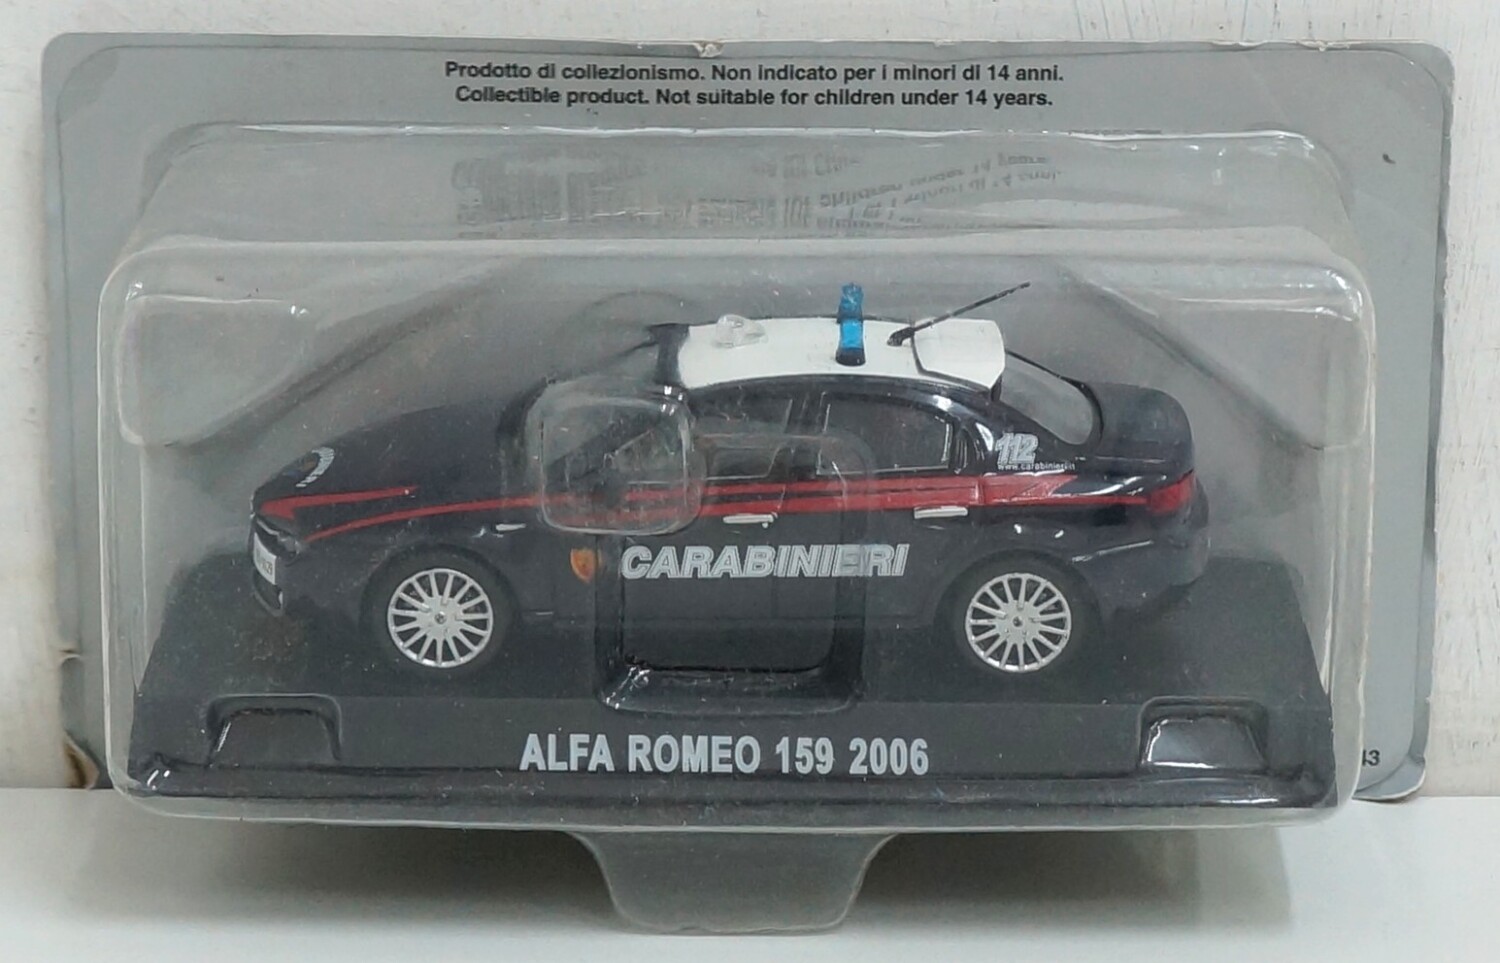 Prodotto di collezionismo. Non indicato per i minori di 14 anni.
Collectible product. Not suitable for children under 14 years.
112
www.carabinieri.it
CARABINIERI
ALFA ROMEO 159 2006
43